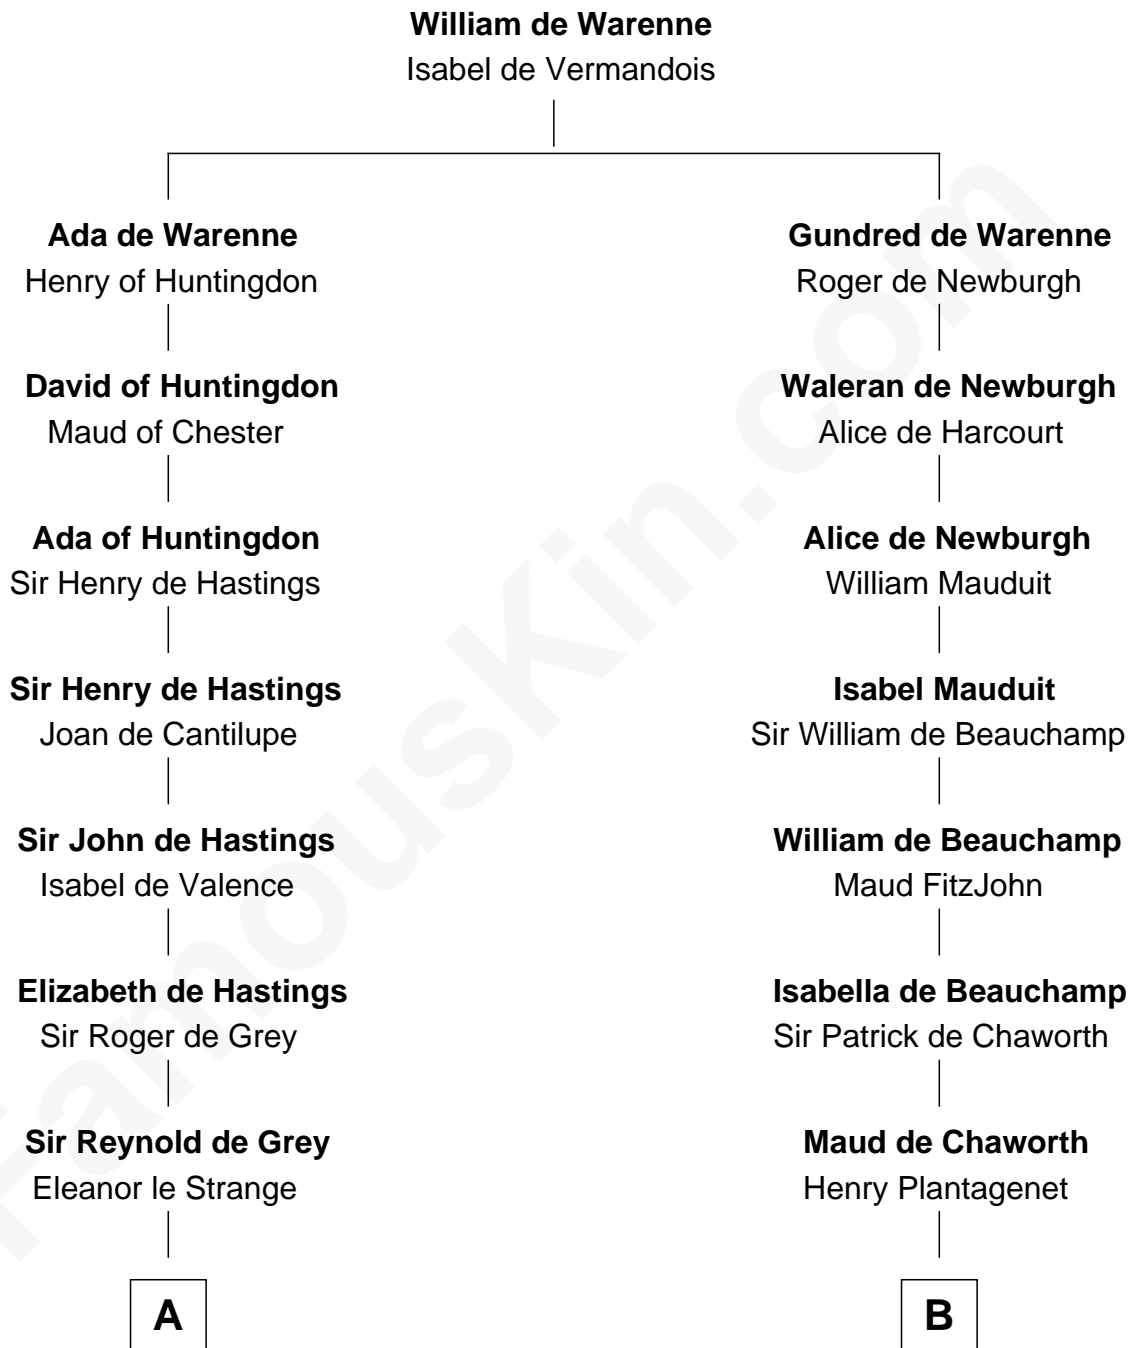 William de Warenne
Isabel de Vermandois
Ada de Warenne
Henry of Huntingdon
Gundred de Warenne
Roger de Newburgh
David of Huntingdon
Maud of Chester
Waleran de Newburgh
Alice de Harcourt
Ada of Huntingdon
Sir Henry de Hastings
Alice de Newburgh
William Mauduit
Sir Henry de Hastings
Joan de Cantilupe
Isabel Mauduit
Sir William de Beauchamp
Sir John de Hastings
Isabel de Valence
William de Beauchamp
Maud FitzJohn
Elizabeth de Hastings
Sir Roger de Grey
Isabella de Beauchamp
Sir Patrick de Chaworth
Sir Reynold de Grey
Eleanor le Strange
Maud de Chaworth
Henry Plantagenet
A
B
FamousKin.com